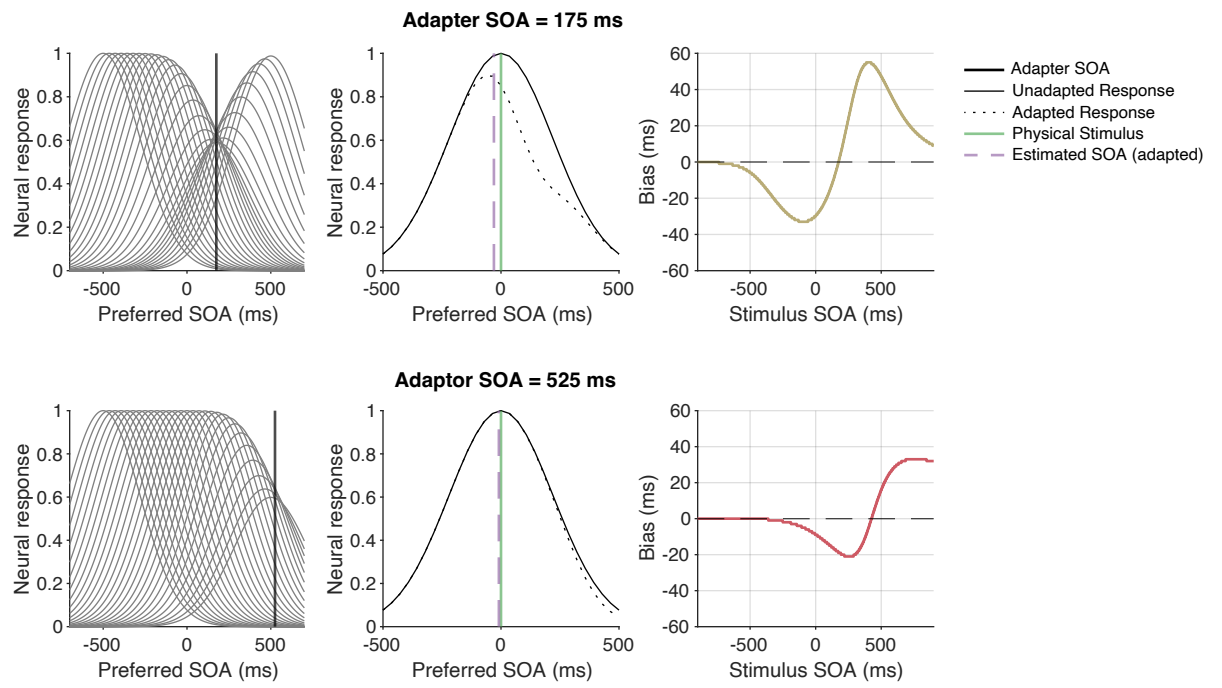 Adapter SOA = 175 ms
Neural response
1
0.8
0.6
0.4
0.2
0
-500
0
500
Preferred SOA (ms)
Neural response
1
0.8
0.6
0.4
0.2
0
-500
0
500
Preferred SOA (ms)
Bias (ms)
60
40
20
0
-20
-40
-60
-500
0
500
Stimulus SOA (ms)
Adapter SOA
Unadapted Response
Adapted Response
Physical Stimulus
Estimated SOA (adapted)
Adaptor SOA = 525 ms
Neural response
1
0.8
0.6
0.4
0.2
0
-500
0
500
Preferred SOA (ms)
Neural response
1
0.8
0.6
0.4
0.2
0
-500
0
500
Preferred SOA (ms)
Bias (ms)
60
40
20
0
-20
-40
-60
-500
0
500
Stimulus SOA (ms)